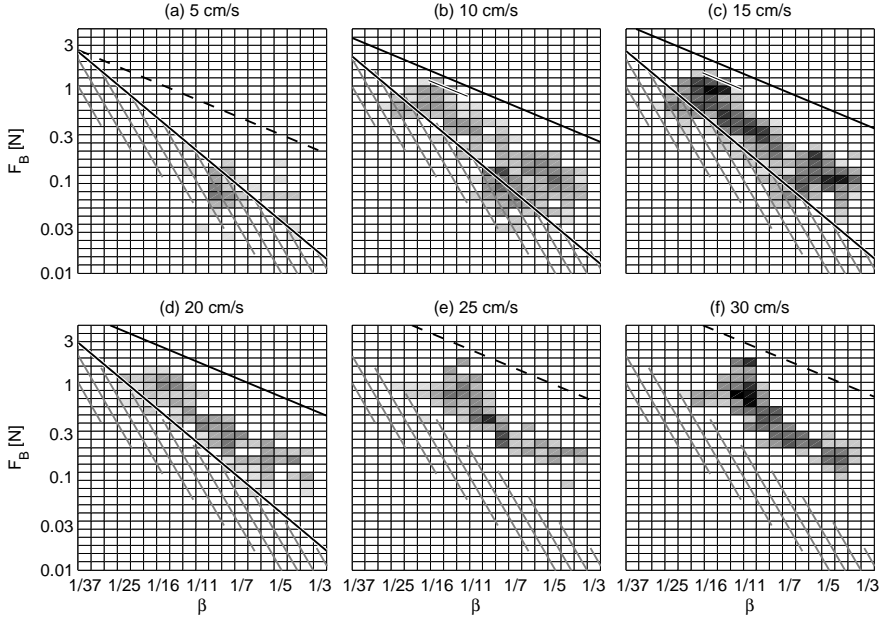 (a) 5 cm/s
(b) 10 cm/s
(c) 15 cm/s
3
1
0.3
0.1
0.03
0.01
F_B [N]
(d) 20 cm/s
(e) 25 cm/s
(f) 30 cm/s
3
1
0.3
0.1
0.03
0.01
F_B [N]
1/37 1/25 1/16 1/11 1/7 1/5 1/3
1/37 1/25 1/16 1/11 1/7 1/5 1/3
1/37 1/25 1/16 1/11 1/7 1/5 1/3
β
β
β